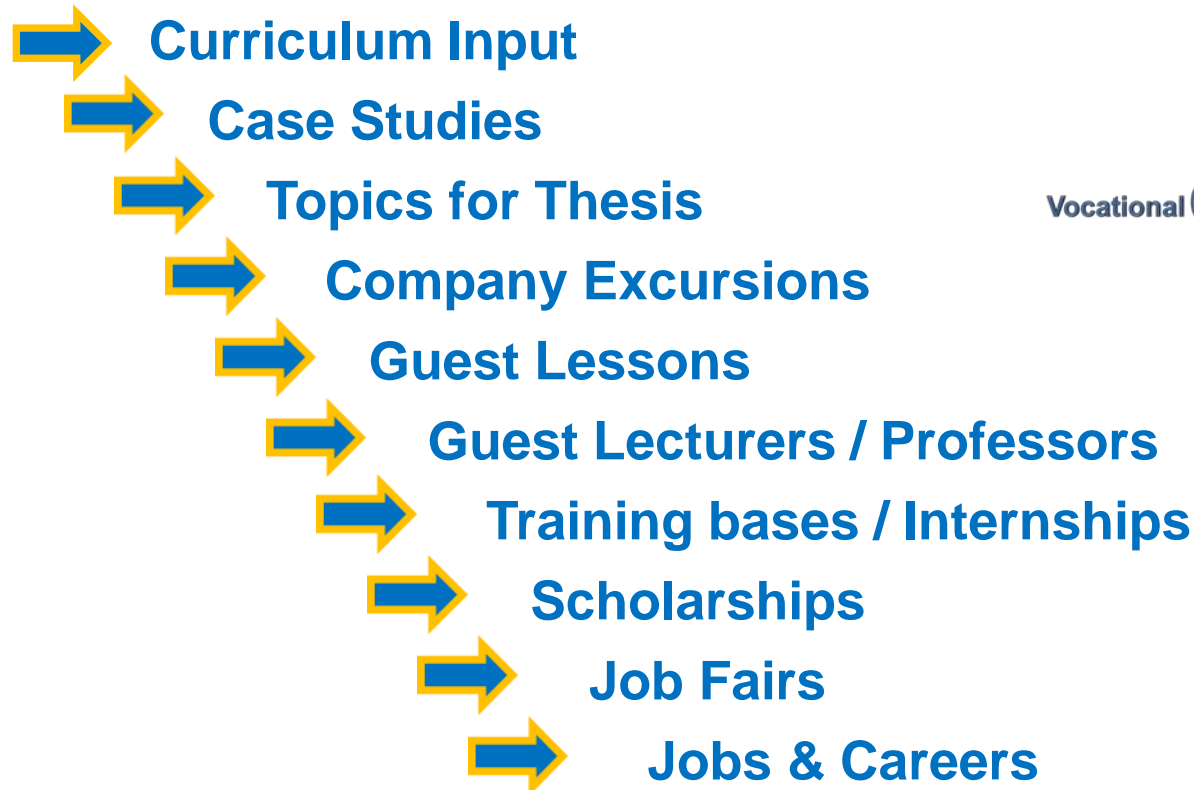 Curriculum Input
Case Studies
Topics for Thesis
Vocational
Company Excursions
Guest Lessons
Guest Lecturers / Professors
Training bases / Internships
Scholarships
Job Fairs
Jobs & Careers